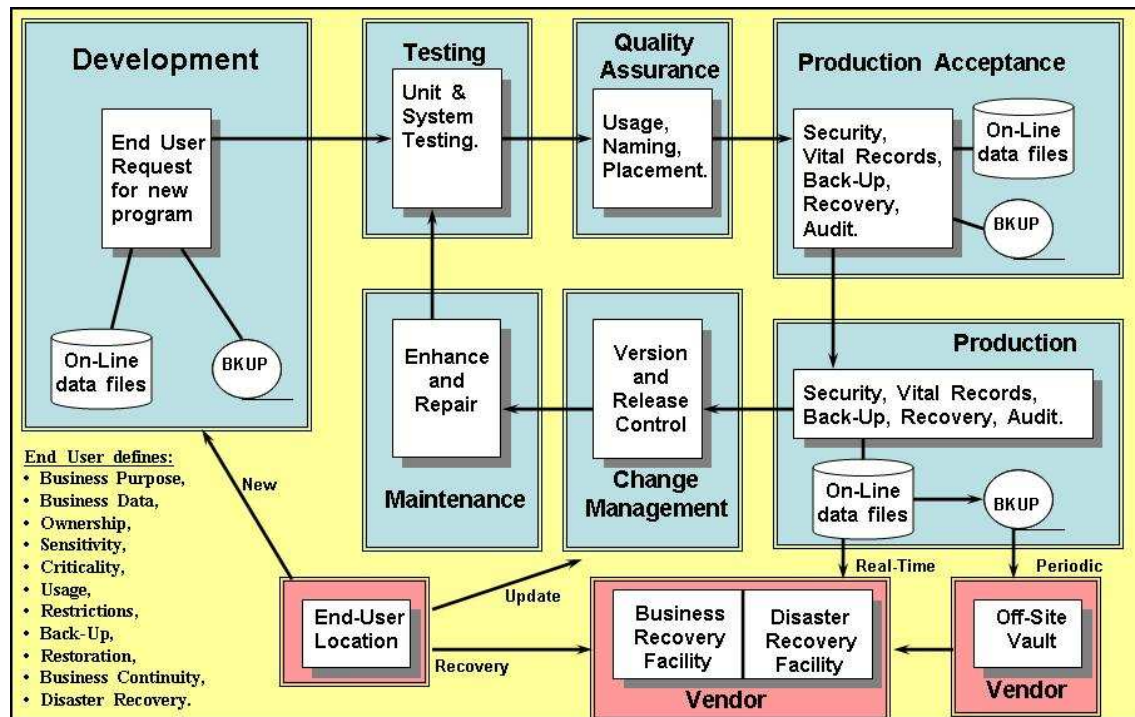 Development
End User
Request
for new
program
On-Line
data files
BKUP
Testing
Unit &
System
Testing.
Quality
Assurance
Usage,
Naming,
Placement.
Production Acceptance
Security,
Vital Records,
Back-Up,
Recovery,
Audit.
On-Line
data files
BKUP
Maintenance
Enhance
and
Repair
Version
and
Release
Control
Change
Management
Production
Security, Vital Records,
Back-Up, Recovery, Audit.
On-Line
data files
BKUP
Real-Time
Periodic
End User defines:
• Business Purpose,
• Business Data,
• Ownership,
• Sensitivity,
• Criticality,
• Usage,
• Restrictions,
• Back-Up,
• Restoration,
• Business Continuity,
• Disaster Recovery.
New
Update
Recovery
End-User
Location
Business
Recovery
Facility
Disaster
Recovery
Facility
Vendor
Off-Site
Vault
Vendor